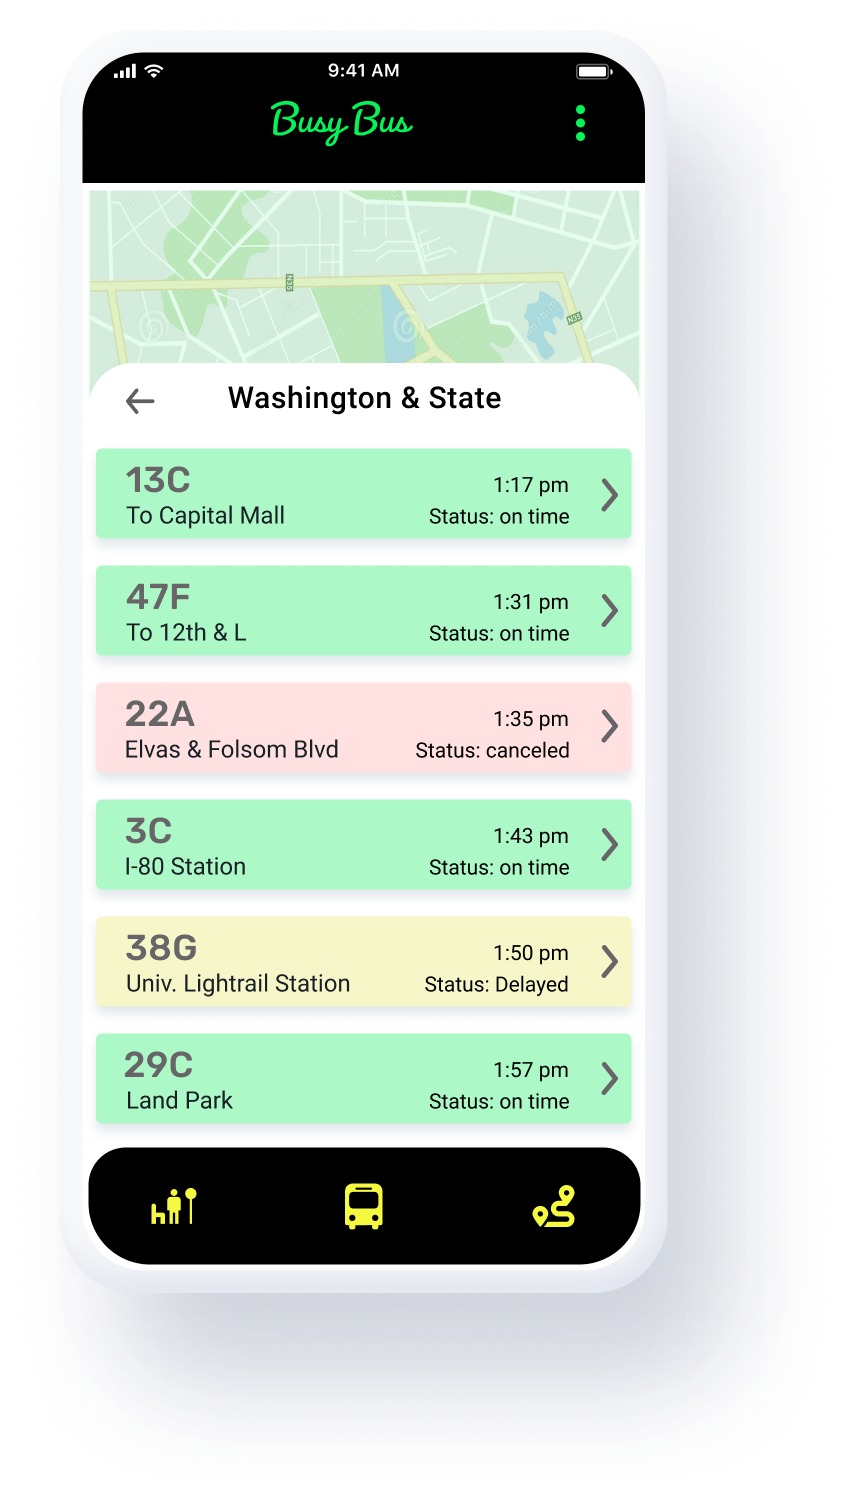 9:41 AM
Busy Bus
N35
N35
Washington & State
13C
1:17 pm
To Capital Mall
Status: on time
47F
1:31 pm
To 12th & L
Status: on time
22A
1:35 pm
Elvas & Folsom Blvd
Status: canceled
3C
1:43 pm
I-80 Station
Status: on time
38G
1:50 pm
Univ. Lightrail Station
Status: Delayed
29C
1:57 pm
Land Park
Status: on time